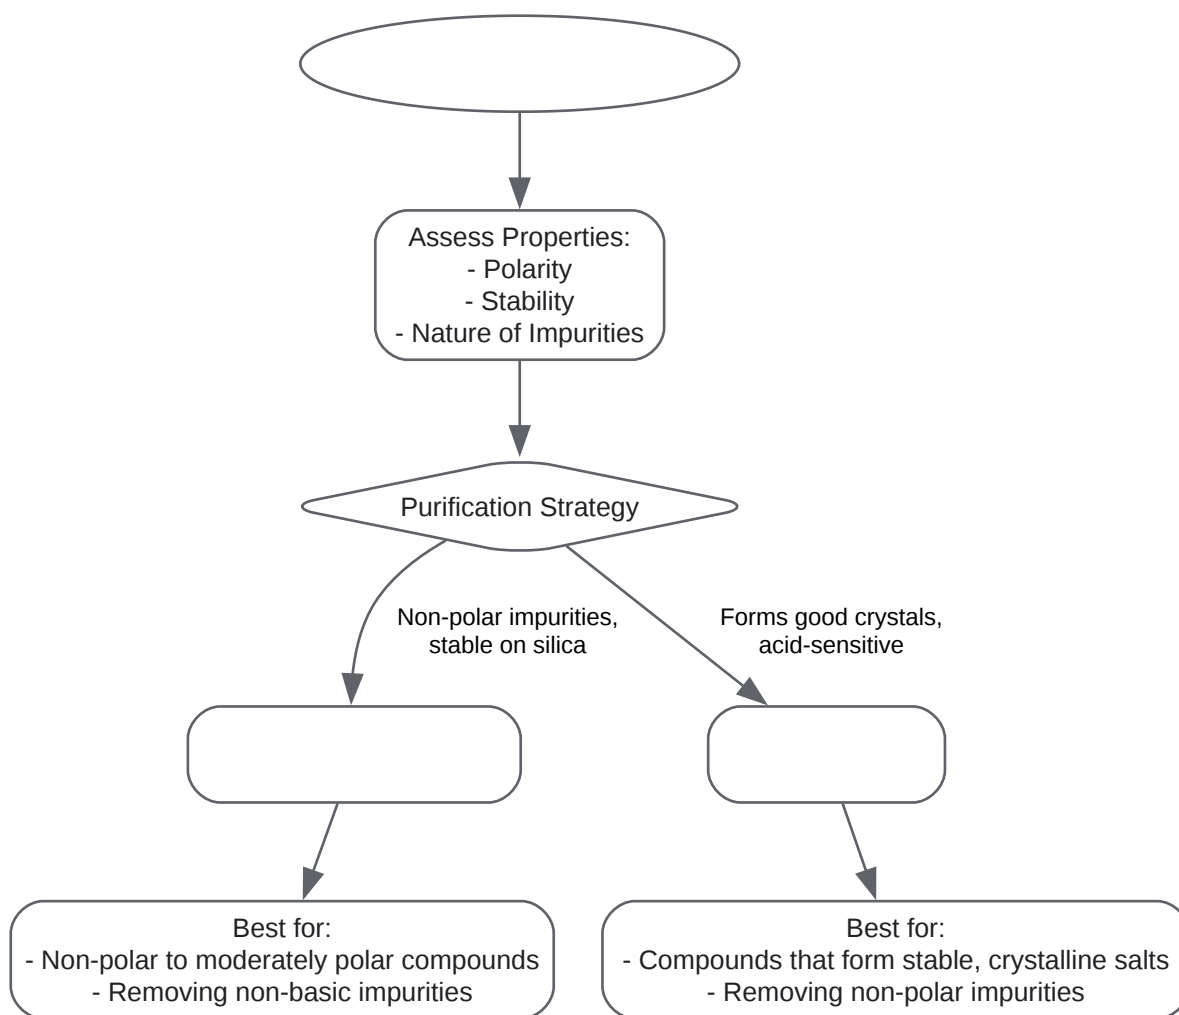 Assess Properties:
- Polarity
- Stability
- Nature of Impurities
Purification Strategy
Non-polar impurities,
stable on silica
Forms good crystals,
acid-sensitive
Best for:
- Non-polar to moderately polar compounds
- Removing non-basic impurities
Best for:
- Compounds that form stable, crystalline salts
- Removing non-polar impurities